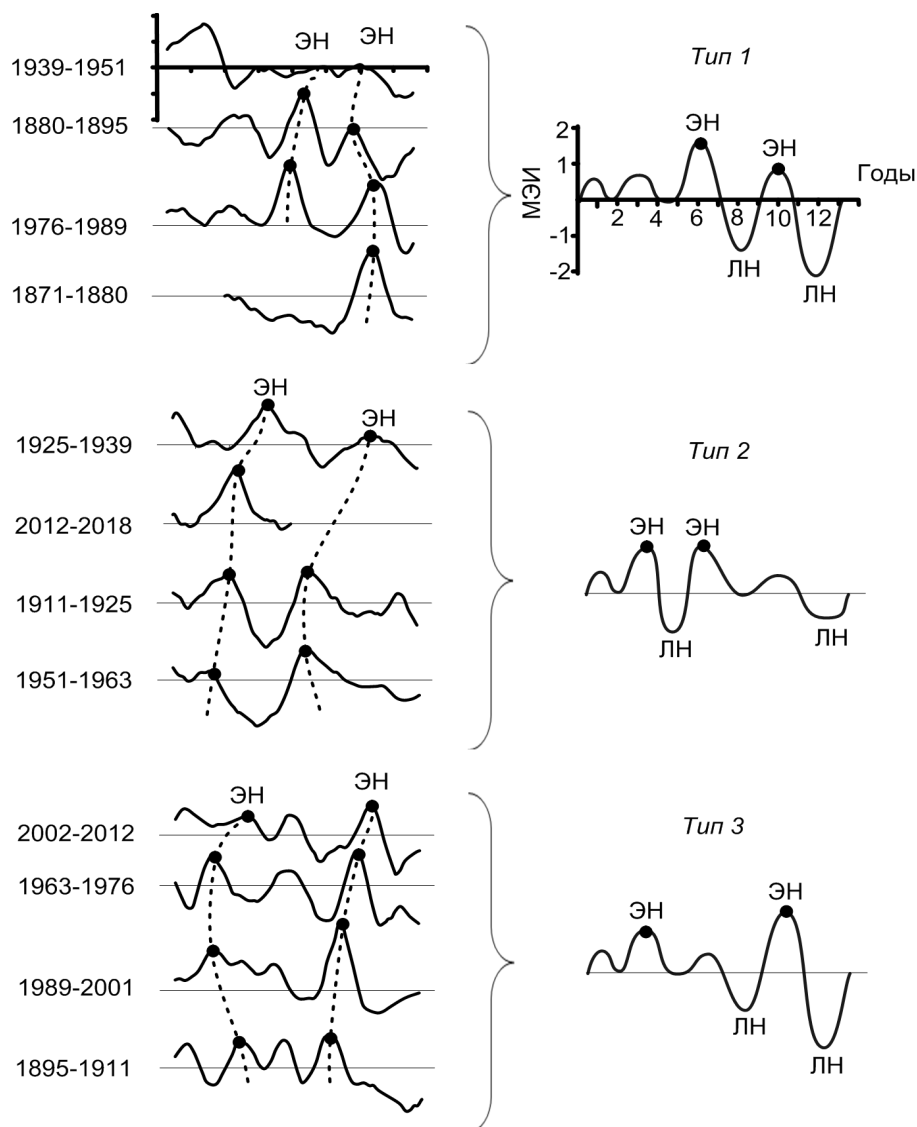 ЭН ЭН
1939-1951
1880-1895
1976-1989
1871-1880
Тип 1
МЭИ
2
1
-1
-2
2 4 6 8 10 12
Годы
ЭН
ЭН
ЛН
ЛН
ЭН
ЭН
1925-1939
2012-2018
1911-1925
1951-1963
Тип 2
ЭН ЭН
ЛН
ЛН
ЭН ЭН
2002-2012
1963-1976
1989-2001
1895-1911
Тип 3
ЭН
ЭН
ЛН
ЛН